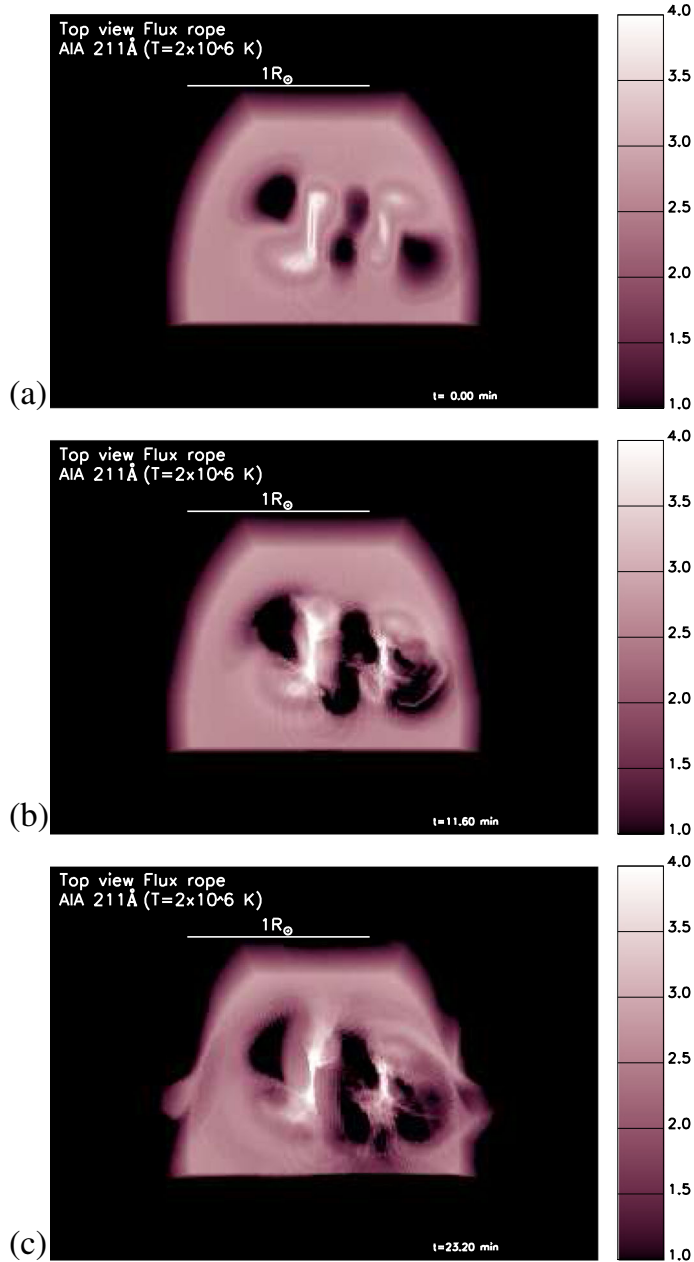 Top view Flux rope
AIA 211Å (T=2x10^6 K)
1R☉
4.0
3.5
3.0
2.5
2.0
1.5
1.0
t= 0.00 min
(a)
Top view Flux rope
AIA 211Å (T=2x10^6 K)
1R☉
4.0
3.5
3.0
2.5
2.0
1.5
1.0
t=11.60 min
(b)
Top view Flux rope
AIA 211Å (T=2x10^6 K)
1R☉
4.0
3.5
3.0
2.5
2.0
1.5
1.0
t=23.20 min
(c)